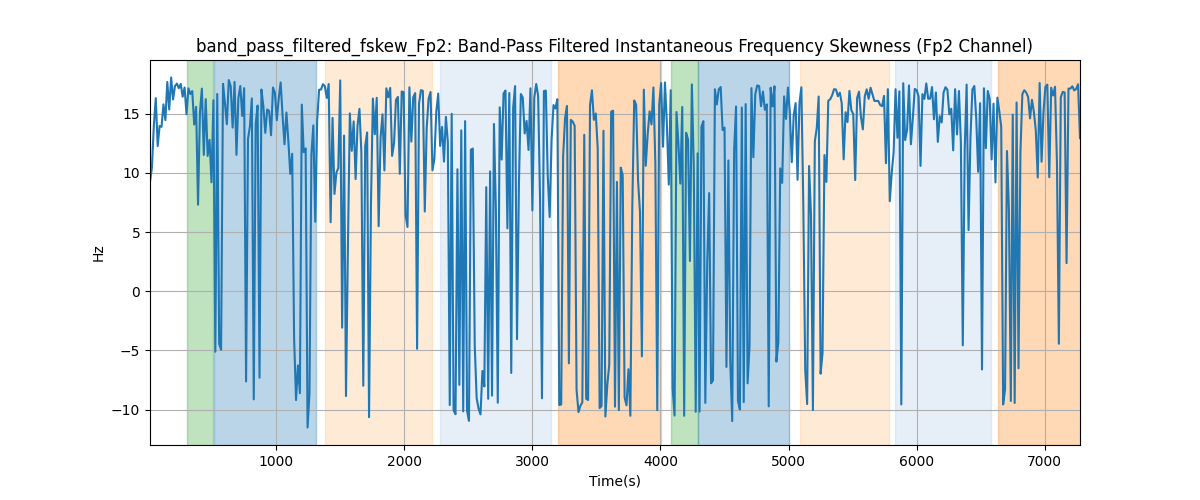 band_pass_filtered_fskew_Fp2: Band-Pass Filtered Instantaneous Frequency Skewness (Fp2 Channel)
15
10
5
0
−5
−10
Hz
1000 2000 3000 4000 5000 6000 7000
Time(s)